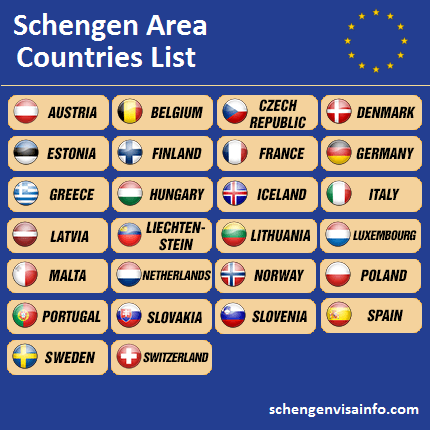 Schengen Area
Countries List
AUSTRIA
BELGIUM
CZECH
REPUBLIC
DENMARK
ESTONIA
FINLAND
FRANCE
GERMANY
GREECE
HUNGARY
ICELAND
ITALY
LATVIA
LIECHTEN-
STEIN
LITHUANIA
LUXEMBOURG
MALTA
NETHERLANDS
NORWAY
POLAND
PORTUGAL
SLOVAKIA
SLOVENIA
SPAIN
SWEDEN
SWITZERLAND
schengenvisainfo.com